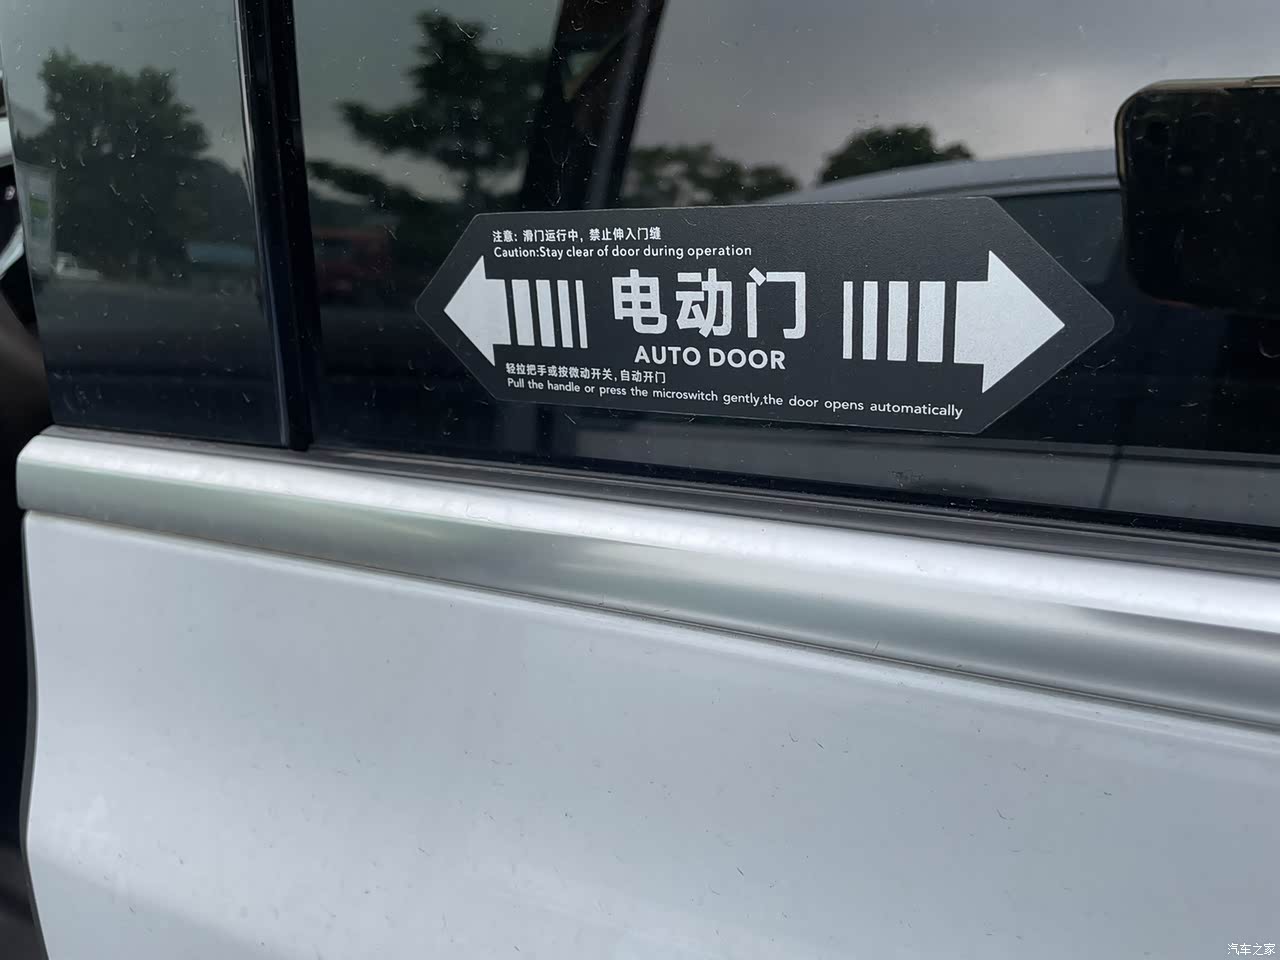 注意：滑门运行中，禁止伸入门缝
Caution:Stay clear of door during operation
电动门
AUTO DOOR
轻拉把手或按微动开关，自动开门
Pull the handle or press the microswitch gently,the door opens automatically
汽车之家